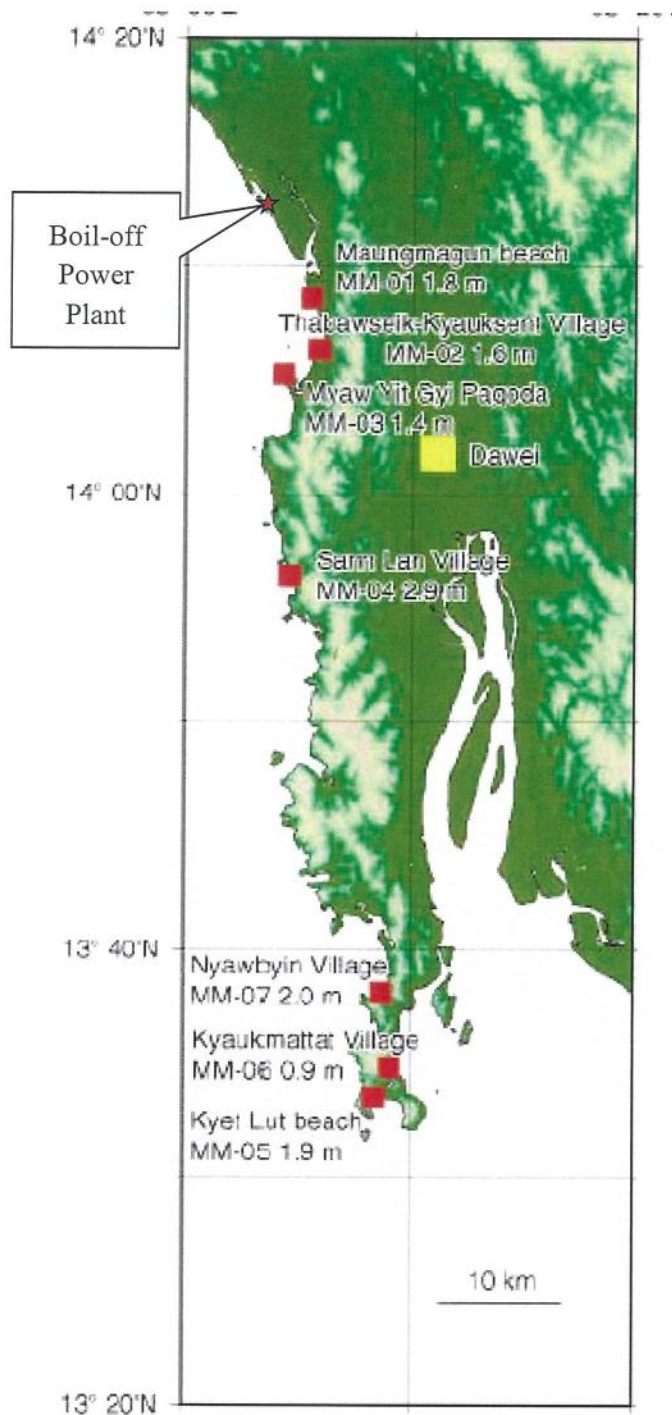 14° 20'N
Boil-off
Power
Plant
Maungmagun beach
MM-01 1.8 m
Thabawseik-Kyauksent Village
MM-02 1.6 m
Myaw Yit Gyi Pagoda
MM-03 1.4 m
Dawei
14° 00'N
Sann Lan Village
MM-04 2.9 m
13° 40'N
Nyawbyin Village
MM-07 2.0 m
Kyaukmattat Village
MM-06 0.9 m
Kyet Lut beach
MM-05 1.9 m
10 km
13° 20'N